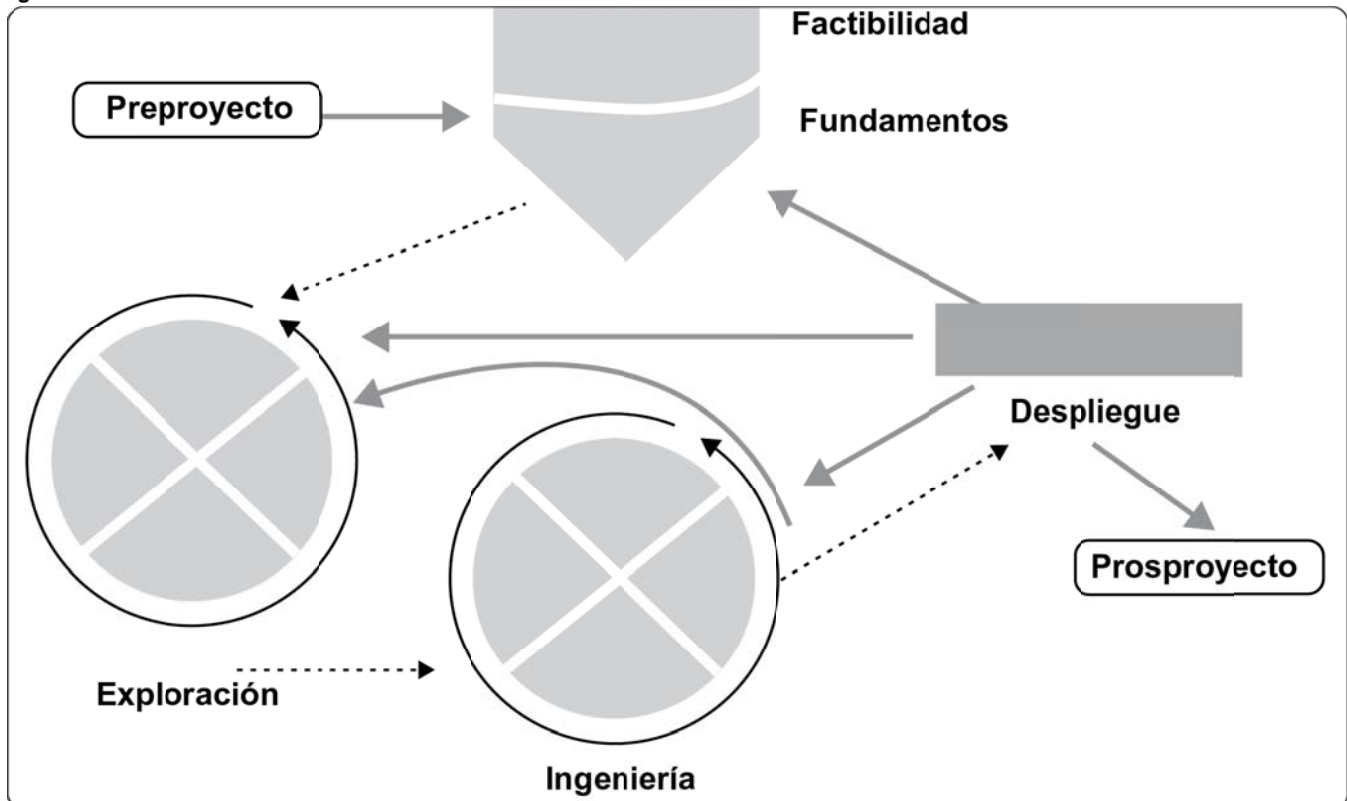 Factibilidad
Preproyecto
Fundamentos
Despliegue
Prosproyecto
Exploración
Ingeniería